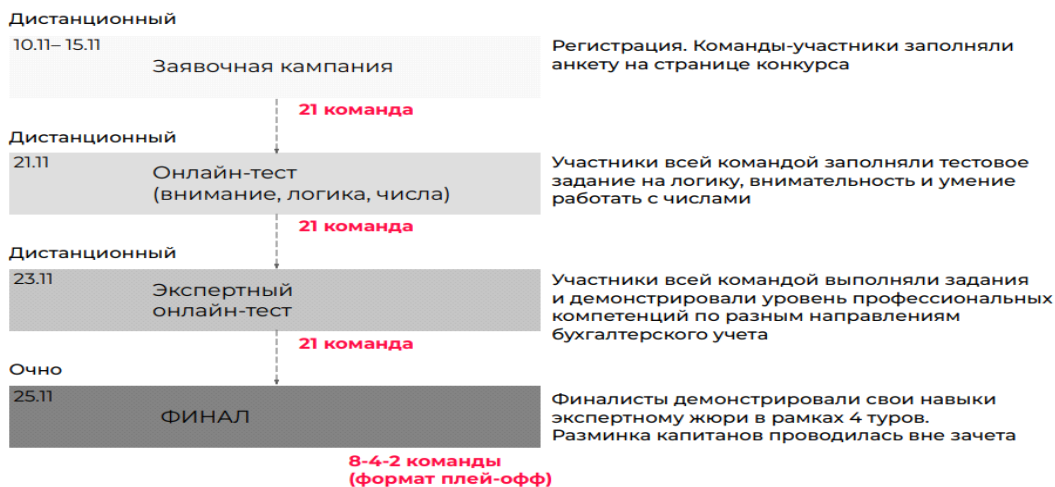 Дистанционный
10.11– 15.11
Заявочная кампания
Регистрация. Команды-участники заполняли
анкету на странице конкурса
21 команда
Дистанционный
21.11
Онлайн-тест
(внимание, логика, числа)
Участники всей командой заполняли тестовое
задание на логику, внимательность и умение
работать с числами
21 команда
Дистанционный
23.11
Экспертный
онлайн-тест
Участники всей командой выполняли задания
и демонстрировали уровень профессиональных
компетенций по разным направлениям
бухгалтерского учета
21 команда
Очно
25.11
ФИНАЛ
Финалисты демонстрировали свои навыки
экспертному жюри в рамках 4 туров.
Разминка капитанов проводилась вне зачета
8-4-2 команды
(формат плей-офф)